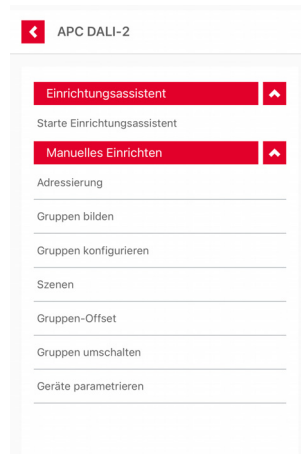 APC DALI-2
Einrichtungsassistent
Starte Einrichtungsassistent
Manuelles Einrichten
Adressierung
Gruppen bilden
Gruppen konfigurieren
Szenen
Gruppen-Offset
Gruppen umschalten
Geräte parametrieren